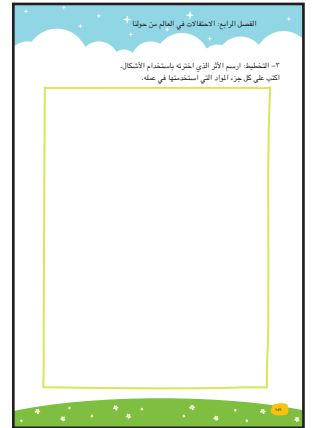 الفصل الرابع: الاحتفالات في العالم من حولنا
٣- التخطيط: ارسم الأثر الذي اخترته باستخدام الأشكال.
اكتب على كل جزء المواد التي استخدمتها في عمله.